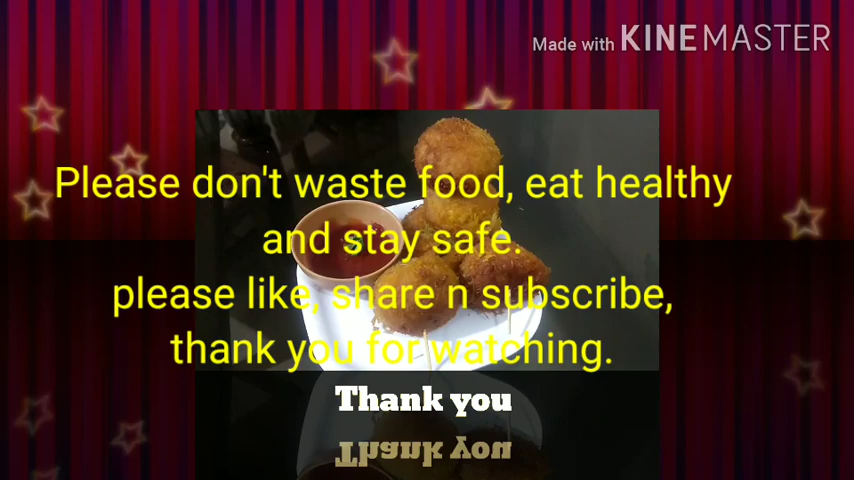 Made with KINEMASTER
Please don't waste food, eat healthy
and stay safe.
please like, share n subscribe,
thank you for watching.
Thank you
Thank you